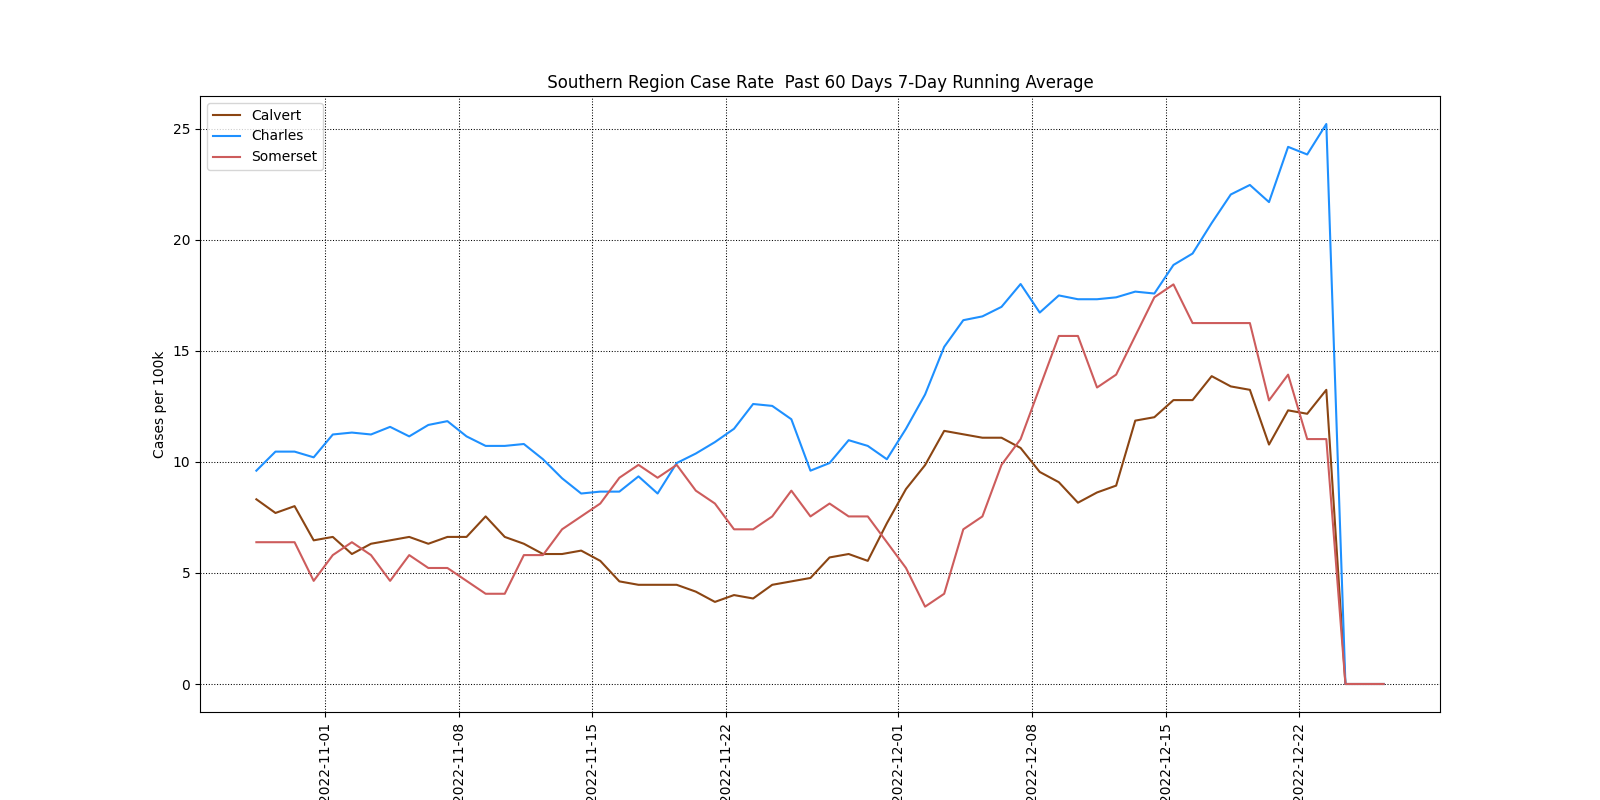 Southern Region Case Rate  Past 60 Days 7-Day Running Average
Calvert
Charles
Somerset
25
20
15
10
5
0
Cases per 100k
2022-11-01
2022-11-08
2022-11-15
2022-11-22
2022-12-01
2022-12-08
2022-12-15
2022-12-22